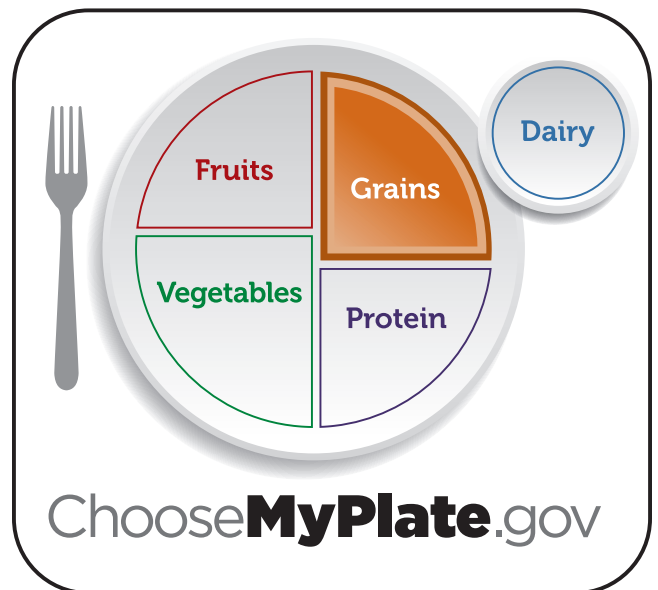 Fruits
Grains
Dairy
Vegetables
Protein
ChooseMyPlate.gov